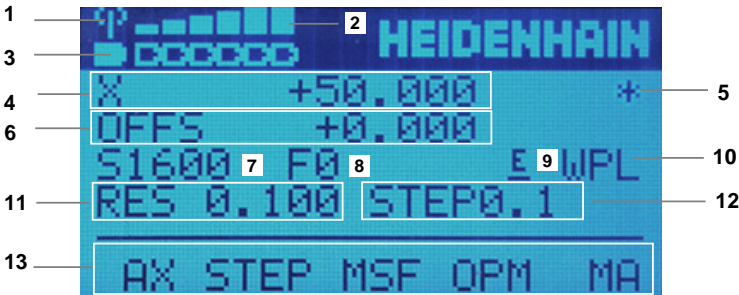 1 2 HEIDENHAIN
3
4 X +50.000 * 5
6 OFFS +0.000
S1600 7 F0 8 E 9 WPL 10
11 RES 0.100 STEP0.1 12
13 AX STEP MSF OPM MA